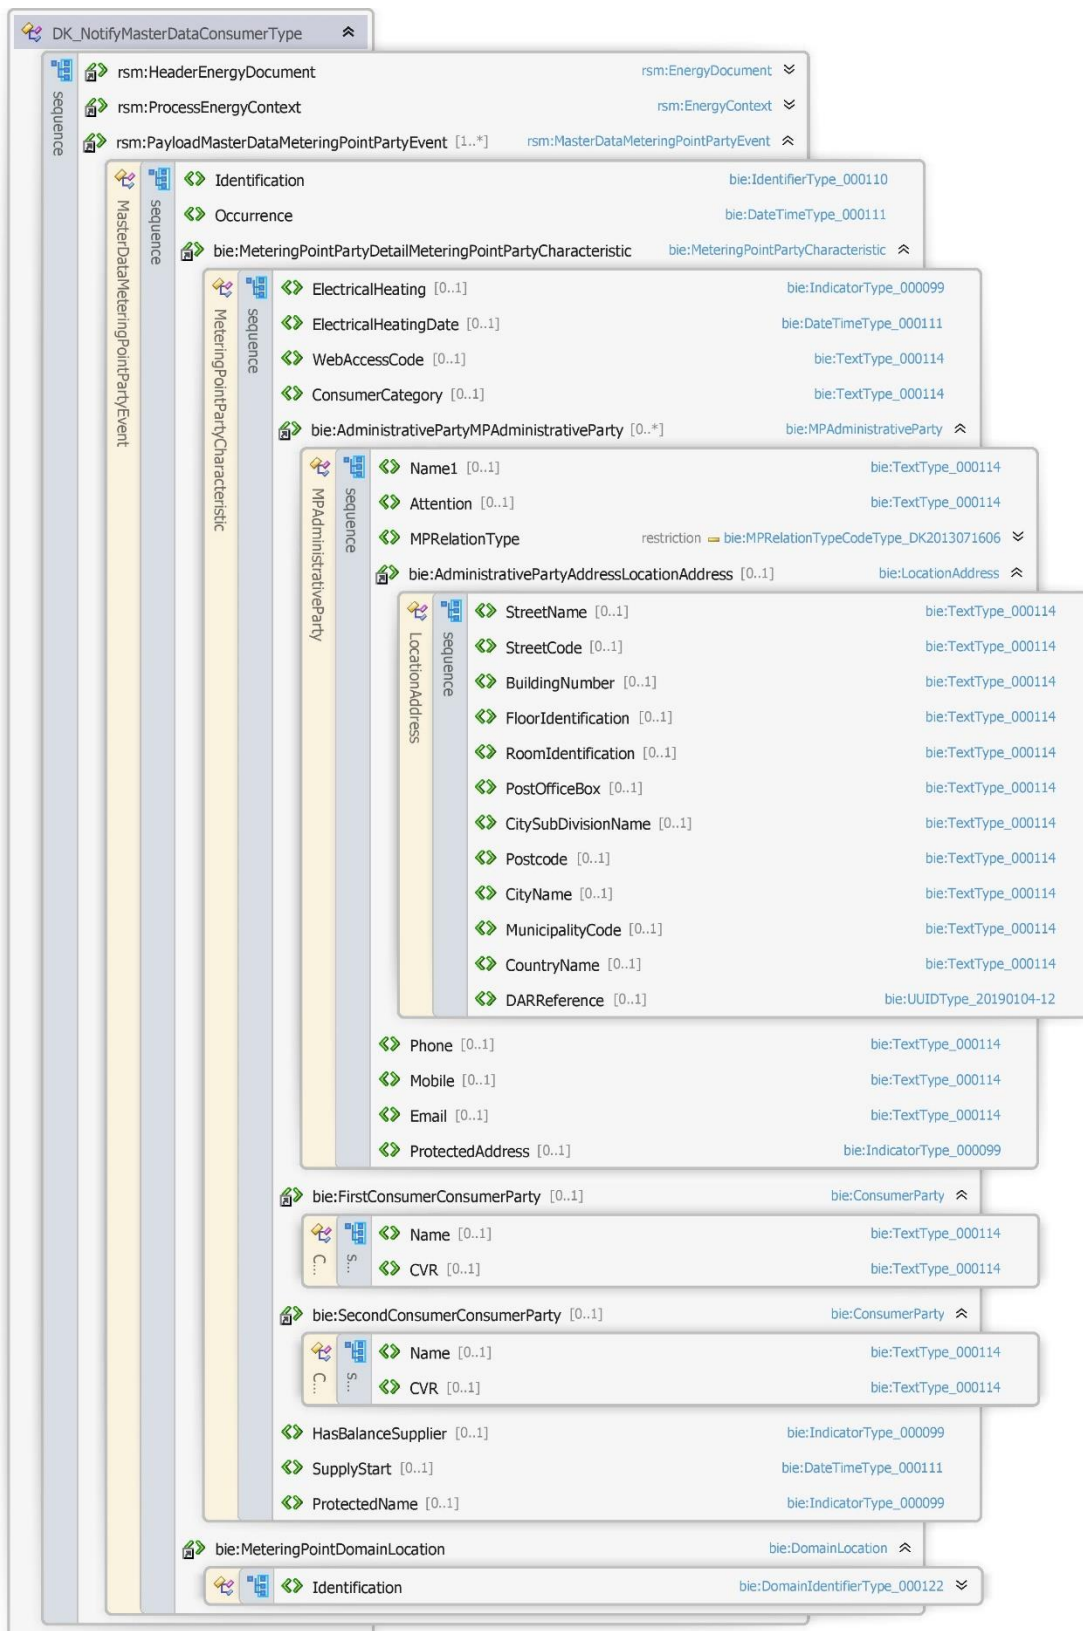 DK_NotifyMasterDataConsumerType
sequence
rsm:HeaderEnergyDocument rsm:EnergyDocument
rsm:ProcessEnergyContext rsm:EnergyContext
rsm:PayloadMasterDataMeteringPointPartyEvent [1..*] rsm:MasterDataMeteringPointPartyEvent
MasterDataMeteringPointPartyEvent
sequence
Identification bie:IdentifierType_000110
Occurrence bie:DateTimeType_000111
bie:MeteringPointPartyDetailMeteringPointPartyCharacteristic bie:MeteringPointPartyCharacteristic
MeteringPointPartyCharacteristic
sequence
ElectricalHeating [0..1] bie:IndicatorType_000099
ElectricalHeatingDate [0..1] bie:DateTimeType_000111
WebAccessCode [0..1] bie:TextType_000114
ConsumerCategory [0..1] bie:TextType_000114
bie:AdministrativePartyMPAdministrativeParty [0..*] bie:MPAdministrativeParty
MPAdministrativeParty
sequence
Name1 [0..1] bie:TextType_000114
Attention [0..1] bie:TextType_000114
MPRelationType restriction bie:MPRelationTypeCodeType_DK2013071606
bie:AdministrativePartyAddressLocationAddress [0..1] bie:LocationAddress
LocationAddress
sequence
StreetName [0..1] bie:TextType_000114
StreetCode [0..1] bie:TextType_000114
BuildingNumber [0..1] bie:TextType_000114
FloorIdentification [0..1] bie:TextType_000114
RoomIdentification [0..1] bie:TextType_000114
PostOfficeBox [0..1] bie:TextType_000114
CitySubDivisionName [0..1] bie:TextType_000114
Postcode [0..1] bie:TextType_000114
CityName [0..1] bie:TextType_000114
MunicipalityCode [0..1] bie:TextType_000114
CountryName [0..1] bie:TextType_000114
DARReference [0..1] bie:UUIDType_20190104-12
Phone [0..1] bie:TextType_000114
Mobile [0..1] bie:TextType_000114
Email [0..1] bie:TextType_000114
ProtectedAddress [0..1] bie:IndicatorType_000099
bie:FirstConsumerConsumerParty [0..1] bie:ConsumerParty
C...
s...
Name [0..1] bie:TextType_000114
CVR [0..1] bie:TextType_000114
bie:SecondConsumerConsumerParty [0..1] bie:ConsumerParty
C...
s...
Name [0..1] bie:TextType_000114
CVR [0..1] bie:TextType_000114
HasBalanceSupplier [0..1] bie:IndicatorType_000099
SupplyStart [0..1] bie:DateTimeType_000111
ProtectedName [0..1] bie:IndicatorType_000099
bie:MeteringPointDomainLocation bie:DomainLocation
Identification bie:DomainIdentifierType_000122